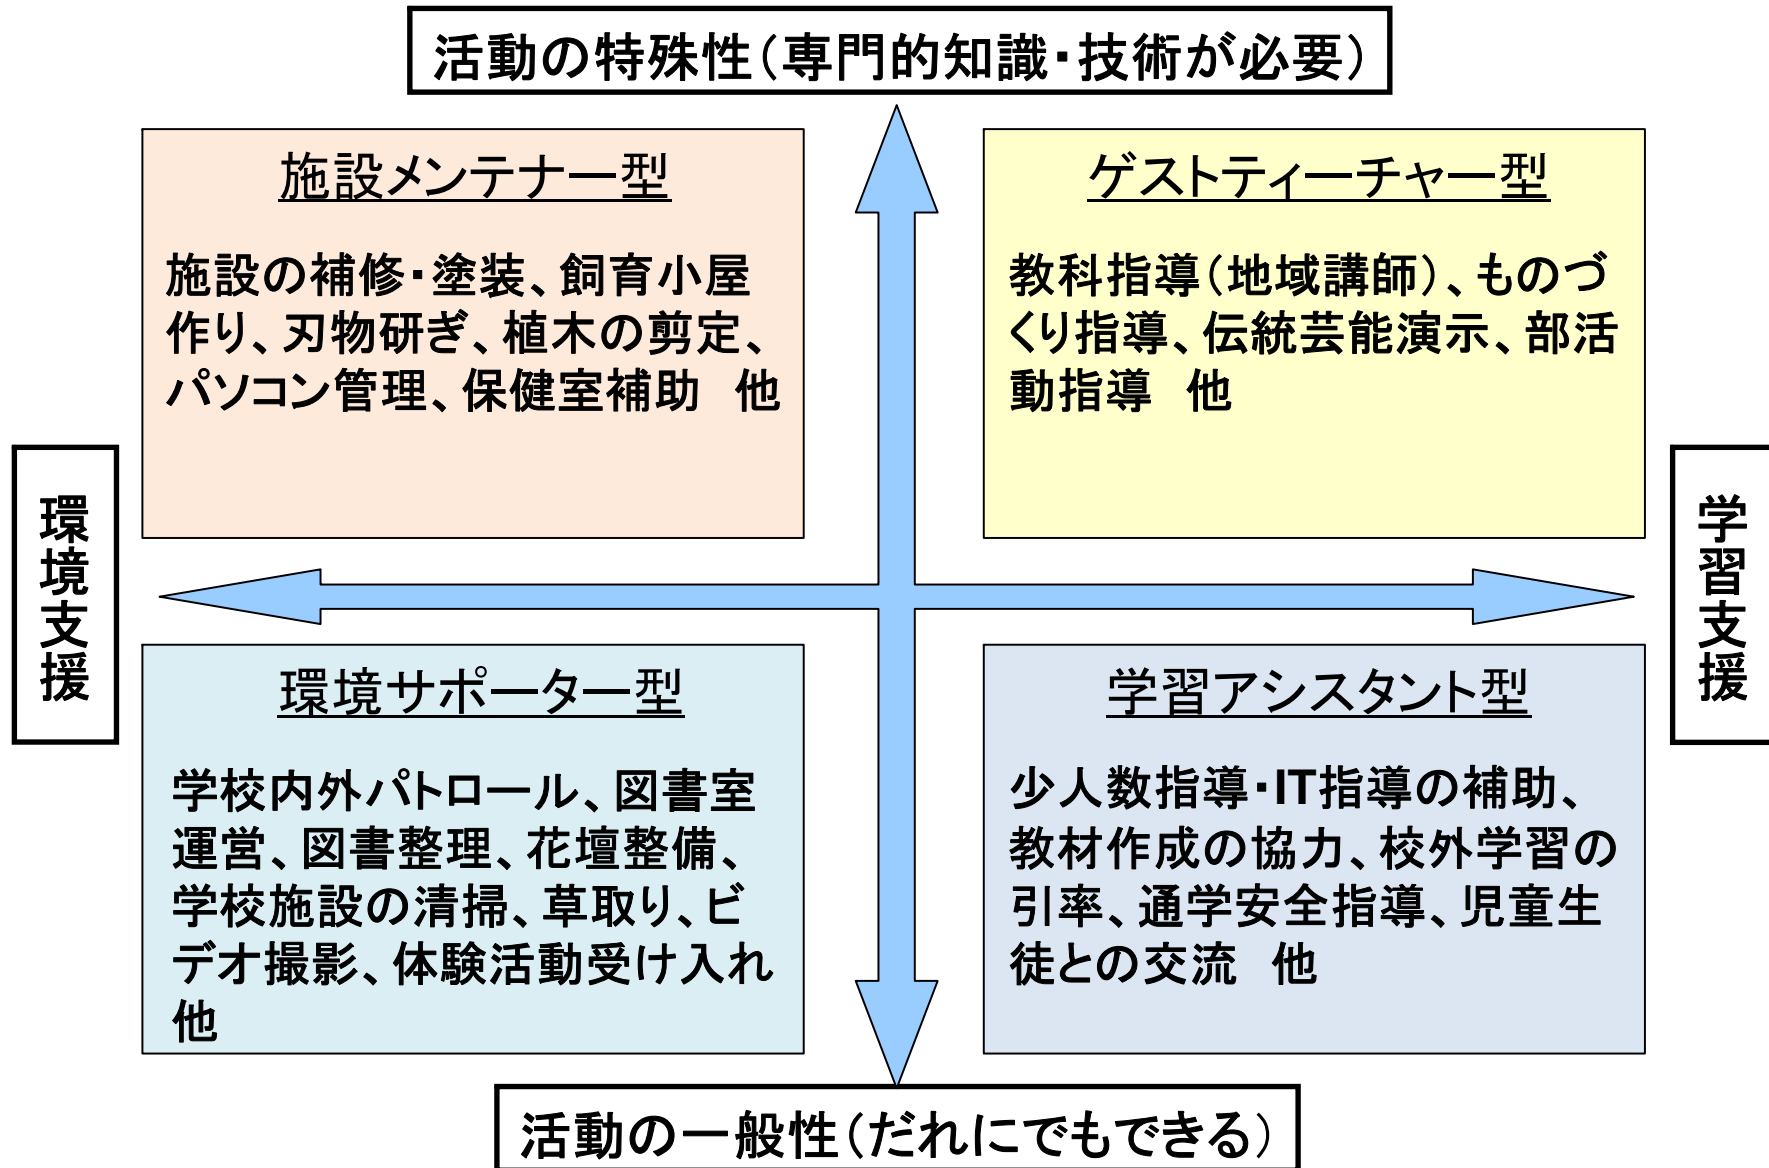 活動の特殊性（専門的知識・技術が必要）
施設メンテナー型
施設の補修・塗装、飼育小屋
作り、刃物研ぎ、植木の剪定、
パソコン管理、保健室補助　他
ゲストティーチャー型
教科指導（地域講師）、ものづ
くり指導、伝統芸能演示、部活
動指導　他
環境支援
学習支援
環境サポーター型
学校内外パトロール、図書室
運営、図書整理、花壇整備、
学校施設の清掃、草取り、ビ
デオ撮影、体験活動受け入れ
他
学習アシスタント型
少人数指導・IT指導の補助、
教材作成の協力、校外学習の
引率、通学安全指導、児童生
徒との交流　他
活動の一般性（だれにでもできる）